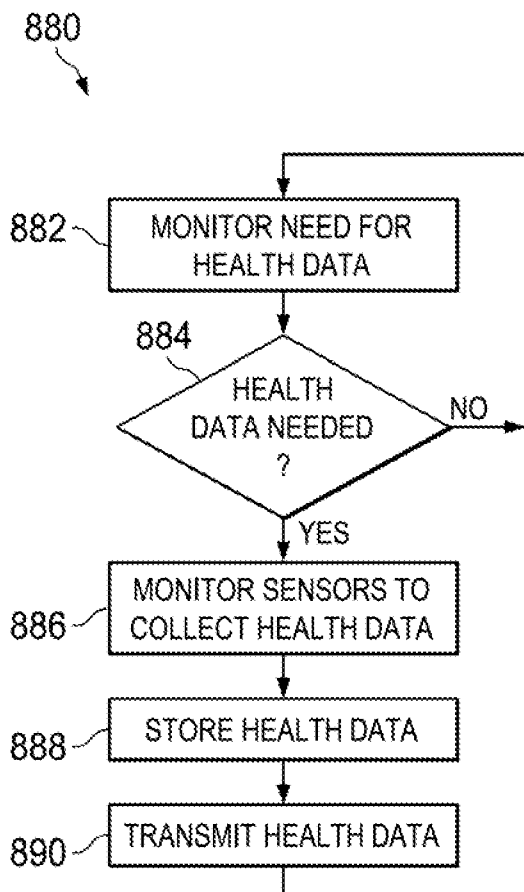 880
882
MONITOR NEED FOR
HEALTH DATA
884
HEALTH
DATA NEEDED
?
NO
YES
886
MONITOR SENSORS TO
COLLECT HEALTH DATA
888
STORE HEALTH DATA
890
TRANSMIT HEALTH DATA